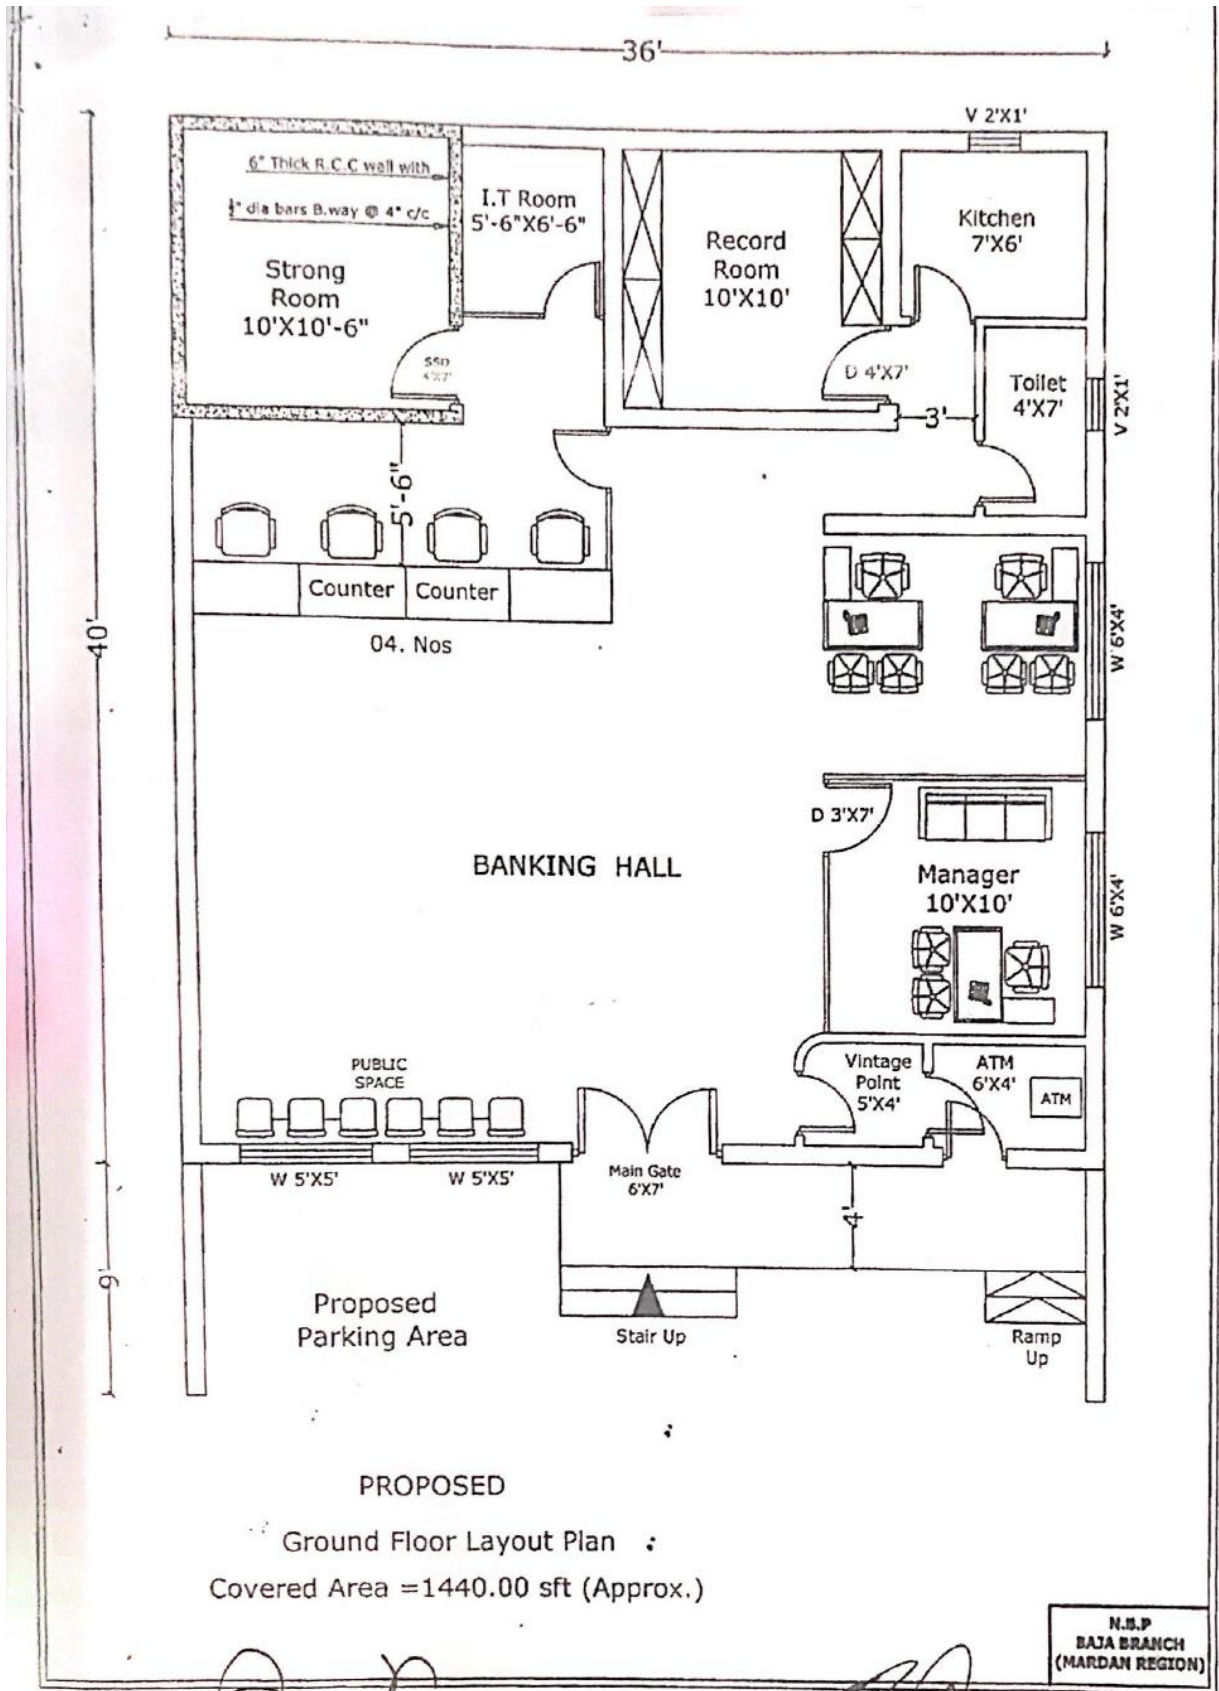 36'
V 2'X1'
6" Thick R.C.C wall with
½" dia bars B.way @ 4" c/c
I.T Room
5'-6"X6'-6"
Record
Room
10'X10'
Kitchen
7'X6'
Strong
Room
10'X10'-6"
SSD
4'X7'
D 4'X7'
Toilet
4'X7'
V 2'X1'
3'
5'-6"
Counter
Counter
04. Nos
40'
W 6'X4'
D 3'X7'
BANKING HALL
Manager
10'X10'
W 6'X4'
PUBLIC
SPACE
Vintage
Point
5'X4'
ATM
6'X4'
ATM
W 5'X5'
W 5'X5'
Main Gate
6'X7'
4'
9'
Proposed
Parking Area
Stair Up
Ramp
Up
PROPOSED
Ground Floor Layout Plan
Covered Area =1440.00 sft (Approx.)
N.B.P
BAJA BRANCH
(MARDAN REGION)